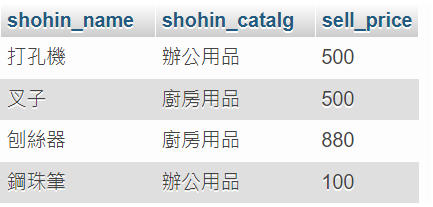 shohin_name shohin_catalg sell_price
打孔機 辦公用品 500
叉子 廚房用品 500
刨絲器 廚房用品 880
鋼珠筆 辦公用品 100